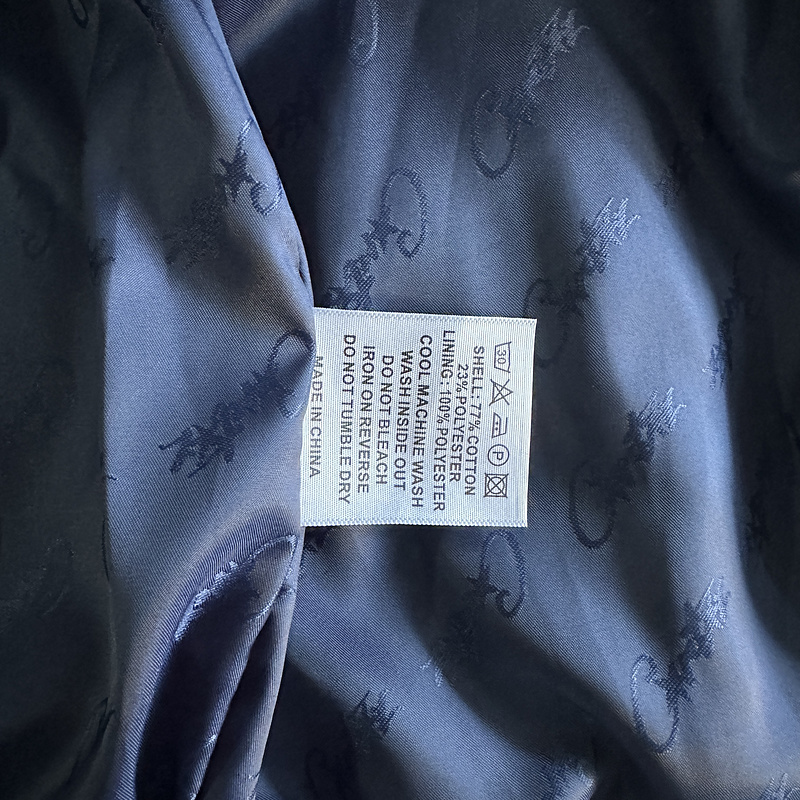 30 P
SHELL: 77% COTTON
23% POLYESTER
LINING: 100% POLYESTER
COOL MACHINE WASH
WASH INSIDE OUT
DO NOT BLEACH
IRON ON REVERSE
DO NOT TUMBLE DRY
MADE IN CHINA